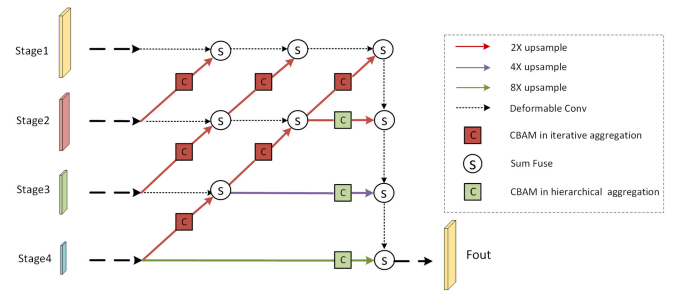 Stage1
S
S
S
C
C
C
Stage2
S
S
C
S
C
C
Stage3
S
C
S
C
Stage4
C
S
Fout
2X upsample
4X upsample
8X upsample
Deformable Conv
C
CBAM in iterative aggregation
S
Sum Fuse
C
CBAM in hierarchical aggregation